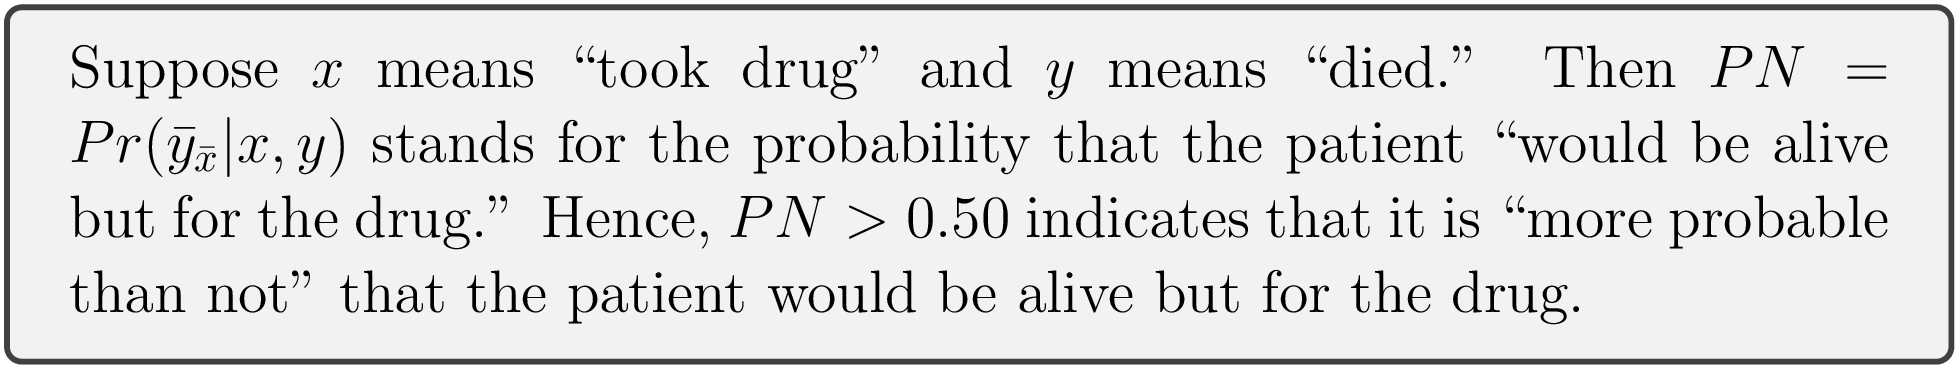 Suppose x means “took drug” and y means “died.” Then PN =
Pr(ȳ_x̄|x, y) stands for the probability that the patient “would be alive
but for the drug.” Hence, PN > 0.50 indicates that it is “more probable
than not” that the patient would be alive but for the drug.